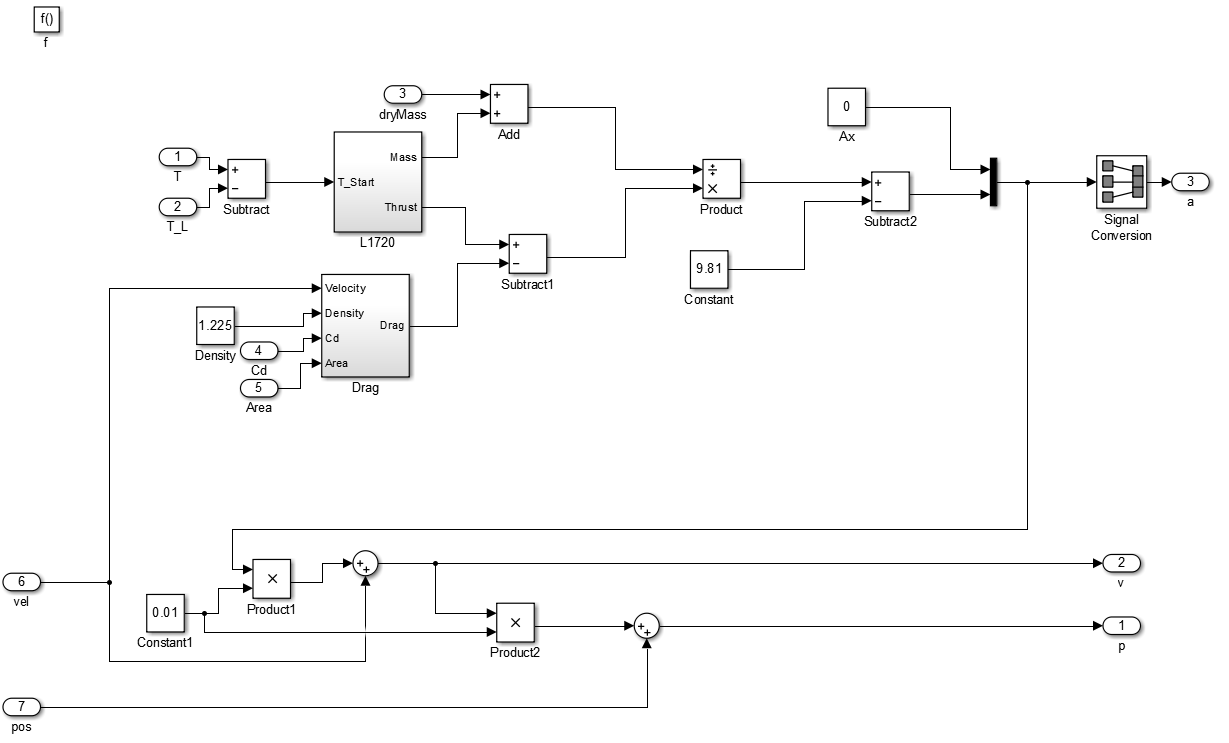 f()
f
3
dryMass
+
+
Add
0
Ax
1
T
2
T_L
+
−
Subtract
T_Start
Mass
Thrust
L1720
÷
×
Product
+
−
Subtract2
Signal
Conversion
3
a
+
−
Subtract1
9.81
Constant
Velocity
Density
Cd
Area
Drag
Drag
1.225
Density
4
Cd
5
Area
6
vel
×
Product1
0.01
Constant1
+
+
×
Product2
+
+
2
v
1
p
7
pos